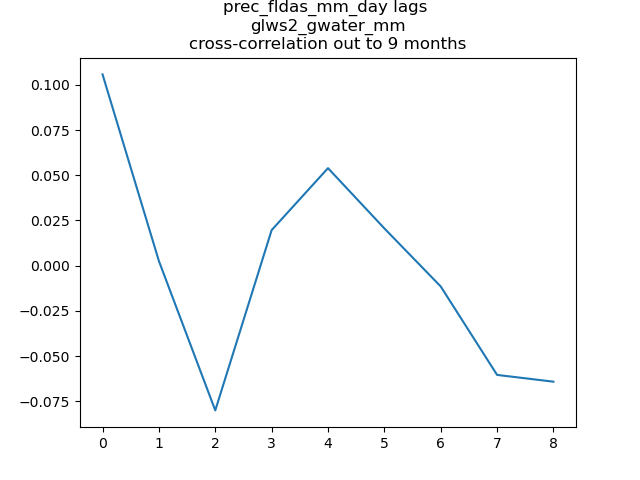 prec_fldas_mm_day lags
glws2_gwater_mm
cross-correlation out to 9 months
0.100
0.075
0.050
0.025
0.000
−0.025
−0.050
−0.075
0 1 2 3 4 5 6 7 8